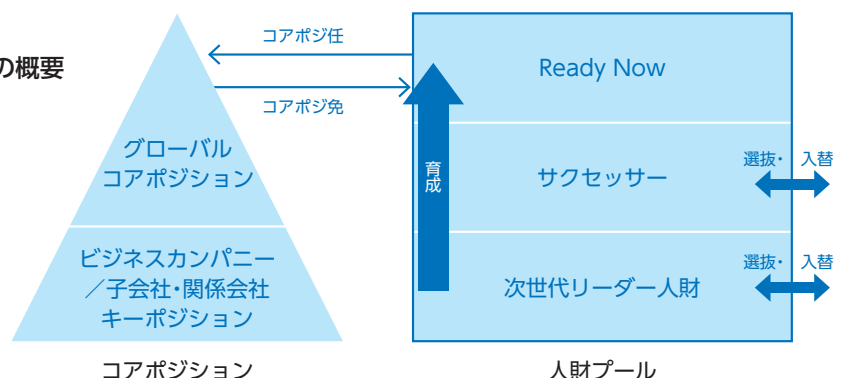 の概要
コアポジ任
コアポジ免
グローバル
コアポジション
ビジネスカンパニー
／子会社・関係会社
キーポジション
コアポジション
Ready Now
育成
サクセッサー
選抜・入替
次世代リーダー人財
選抜・入替
人財プール